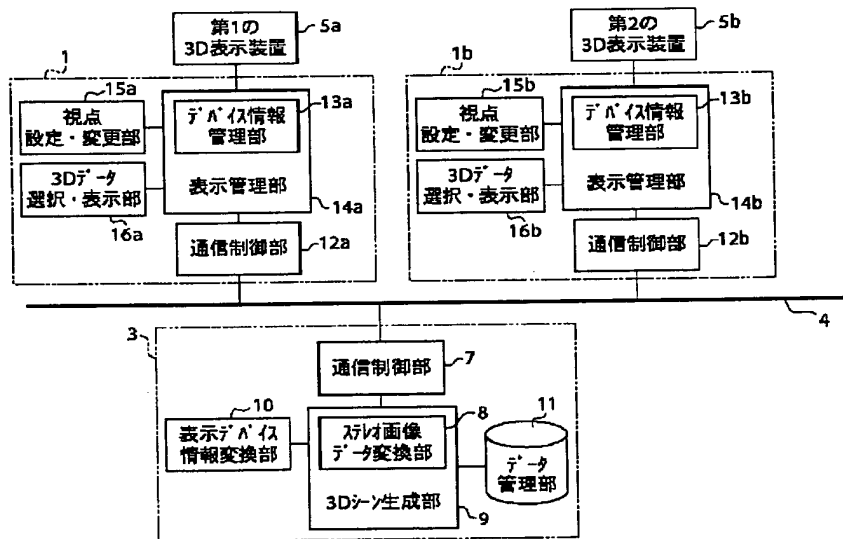 第1の
3D表示装置
5a
第2の
3D表示装置
5b
1
15a
視点
設定・変更部
デバイス情報
管理部
13a
3Dデータ
選択・表示部
16a
表示管理部
14a
通信制御部
12a
1b
15b
視点
設定・変更部
デバイス情報
管理部
13b
3Dデータ
選択・表示部
16b
表示管理部
14b
通信制御部
12b
4
3
通信制御部
7
10
表示デバイス
情報変換部
ステレオ画像
データ変換部
8
3Dシーン生成部
9
11
データ
管理部